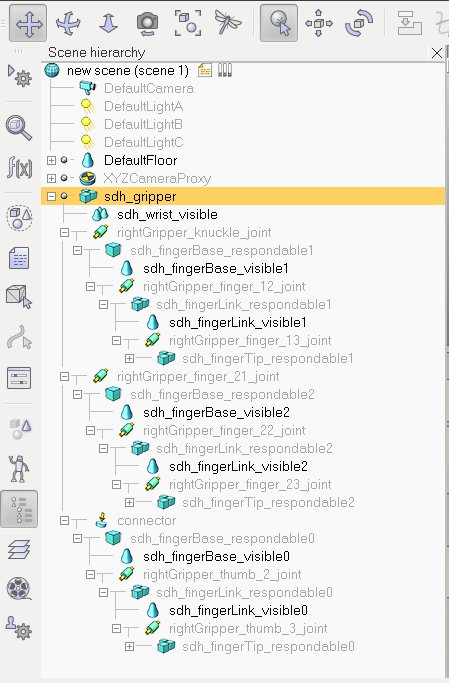 Scene hierarchy
new scene (scene 1)
DefaultCamera
DefaultLightA
DefaultLightB
DefaultLightC
DefaultFloor
XYZCameraProxy
sdh_gripper
sdh_wrist_visible
rightGripper_knuckle_joint
sdh_fingerBase_respondable1
sdh_fingerBase_visible1
rightGripper_finger_12_joint
sdh_fingerLink_respondable1
sdh_fingerLink_visible1
rightGripper_finger_13_joint
sdh_fingerTip_respondable1
rightGripper_finger_21_joint
sdh_fingerBase_respondable2
sdh_fingerBase_visible2
rightGripper_finger_22_joint
sdh_fingerLink_respondable2
sdh_fingerLink_visible2
rightGripper_finger_23_joint
sdh_fingerTip_respondable2
connector
sdh_fingerBase_respondable0
sdh_fingerBase_visible0
rightGripper_thumb_2_joint
sdh_fingerLink_respondable0
sdh_fingerLink_visible0
rightGripper_thumb_3_joint
sdh_fingerTip_respondable0
f(x)